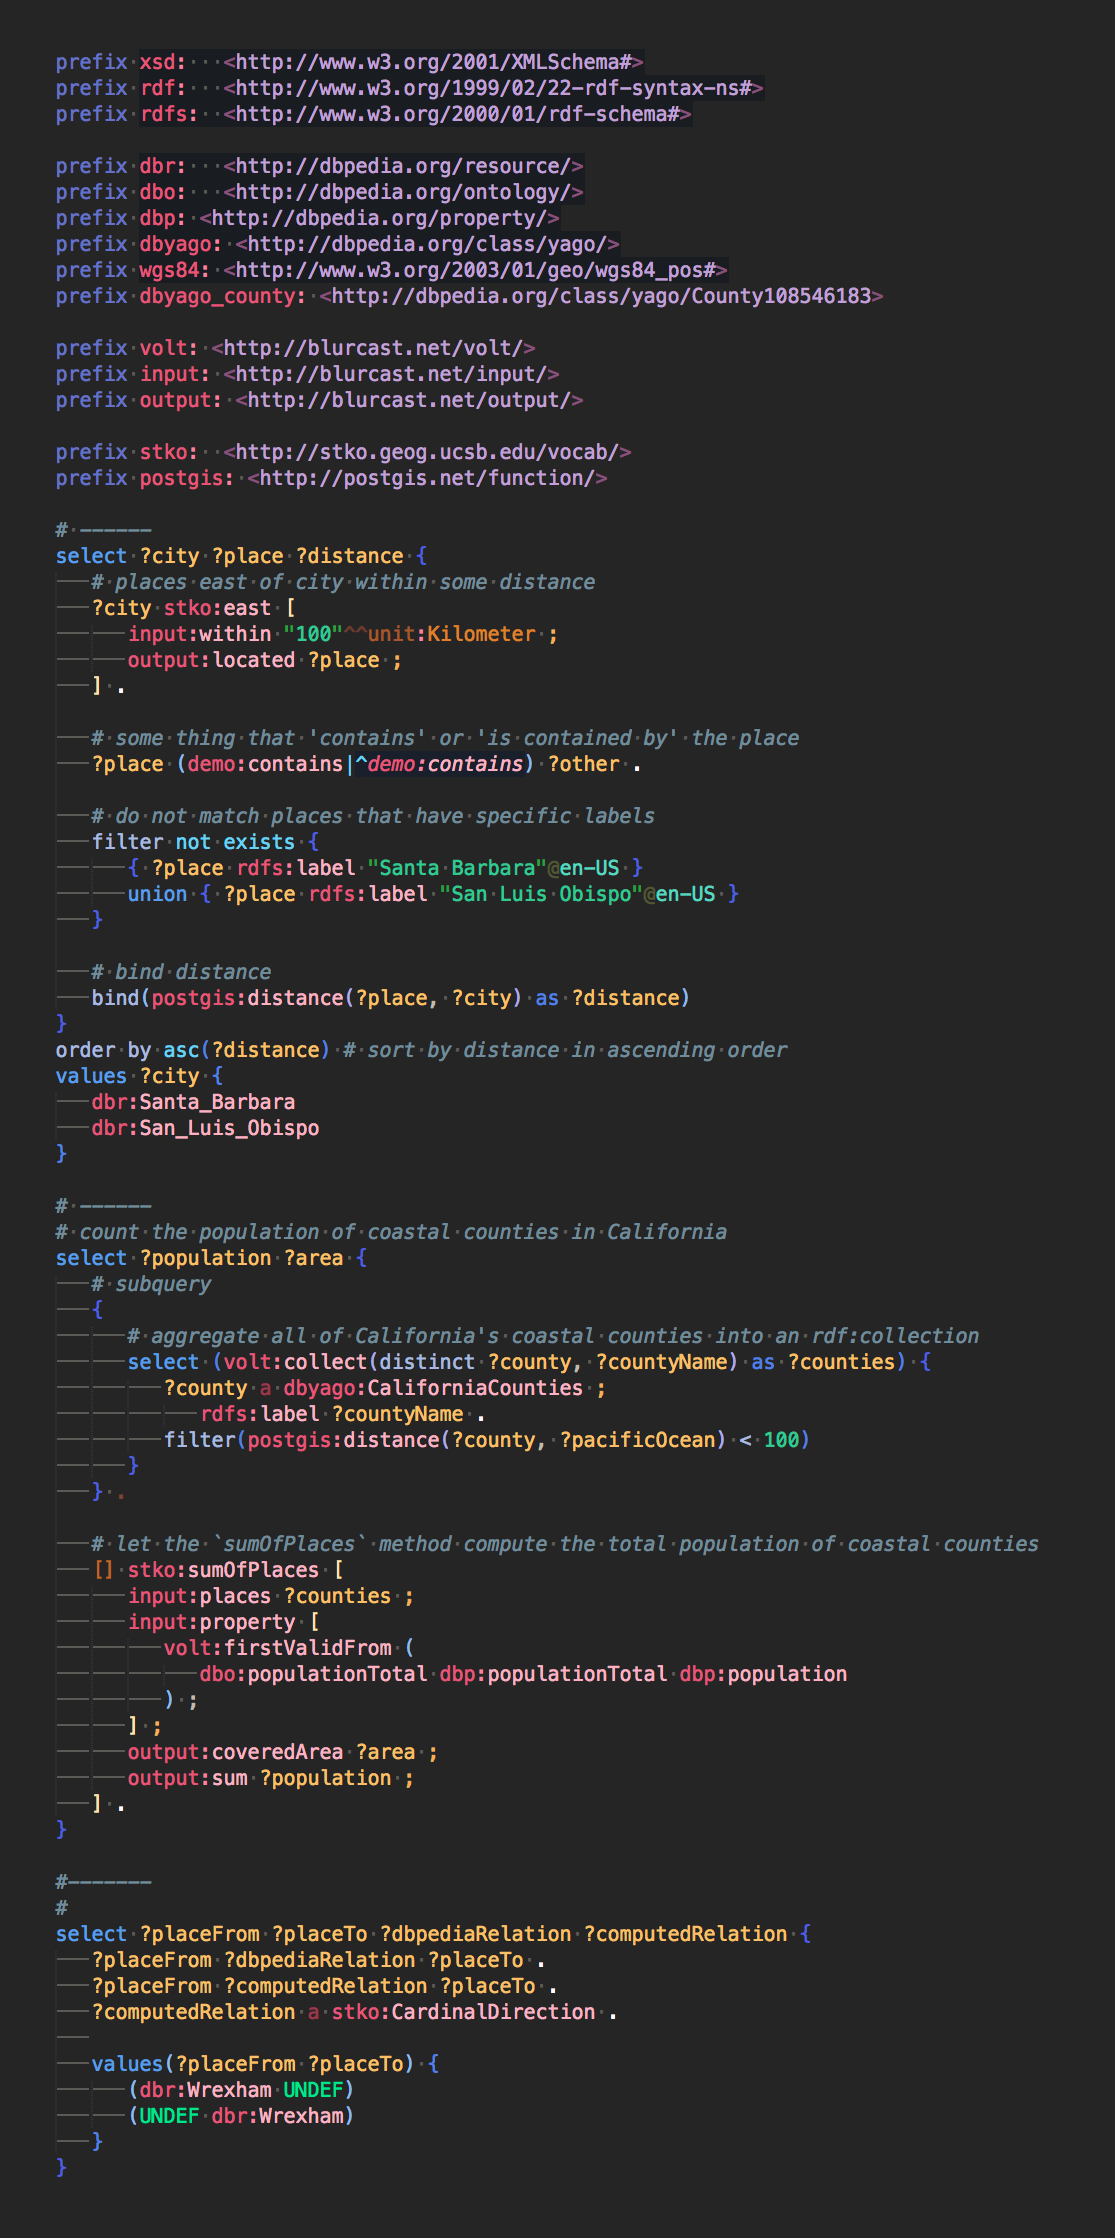 prefix xsd:   <http://www.w3.org/2001/XMLSchema#>
prefix rdf:   <http://www.w3.org/1999/02/22-rdf-syntax-ns#>
prefix rdfs:  <http://www.w3.org/2000/01/rdf-schema#>

prefix dbr:   <http://dbpedia.org/resource/>
prefix dbo:   <http://dbpedia.org/ontology/>
prefix dbp: <http://dbpedia.org/property/>
prefix dbyago: <http://dbpedia.org/class/yago/>
prefix wgs84:  <http://www.w3.org/2003/01/geo/wgs84_pos#>
prefix dbyago_county: <http://dbpedia.org/class/yago/County108546183>

prefix volt: <http://blurcast.net/volt/>
prefix input: <http://blurcast.net/input/>
prefix output: <http://blurcast.net/output/>

prefix stko:  <http://stko.geog.ucsb.edu/vocab/>
prefix postgis: <http://postgis.net/function/>

# ------
select ?city ?place ?distance {
   # places east of city within some distance
   ?city stko:east [
      input:within "100"^^unit:Kilometer ;
      output:located ?place ;
   ] .

   # some thing that 'contains' or 'is contained by' the place
   ?place (demo:contains|^demo:contains) ?other .

   # do not match places that have specific labels
   filter not exists {
      { ?place rdfs:label "Santa Barbara"@en-US }
      union { ?place rdfs:label "San Luis Obispo"@en-US }
   }

   # bind distance
   bind(postgis:distance(?place, ?city) as ?distance)
}
order by asc(?distance) # sort by distance in ascending order
values ?city {
   dbr:Santa_Barbara
   dbr:San_Luis_Obispo
}

# ------
# count the population of coastal counties in California
select ?population ?area {
   # subquery
   {
      # aggregate all of California's coastal counties into an rdf:collection
      select (volt:collect(distinct ?county, ?countyName) as ?counties) {
         ?county a dbyago:CaliforniaCounties ;
            rdfs:label ?countyName .
         filter(postgis:distance(?county, ?pacificOcean) < 100)
      }
   } .

   # let the `sumOfPlaces` method compute the total population of coastal counties
   [] stko:sumOfPlaces [
      input:places ?counties ;
      input:property [
         volt:firstValidFrom (
            dbo:populationTotal dbp:populationTotal dbp:population
         ) ;
      ] ;
      output:coveredArea ?area ;
      output:sum ?population ;
   ] .
}

#-------
#
select ?placeFrom ?placeTo ?dbpediaRelation ?computedRelation {
   ?placeFrom ?dbpediaRelation ?placeTo .
   ?placeFrom ?computedRelation ?placeTo .
   ?computedRelation a stko:CardinalDirection .

   values(?placeFrom ?placeTo) {
      (dbr:Wrexham UNDEF)
      (UNDEF dbr:Wrexham)
   }
}